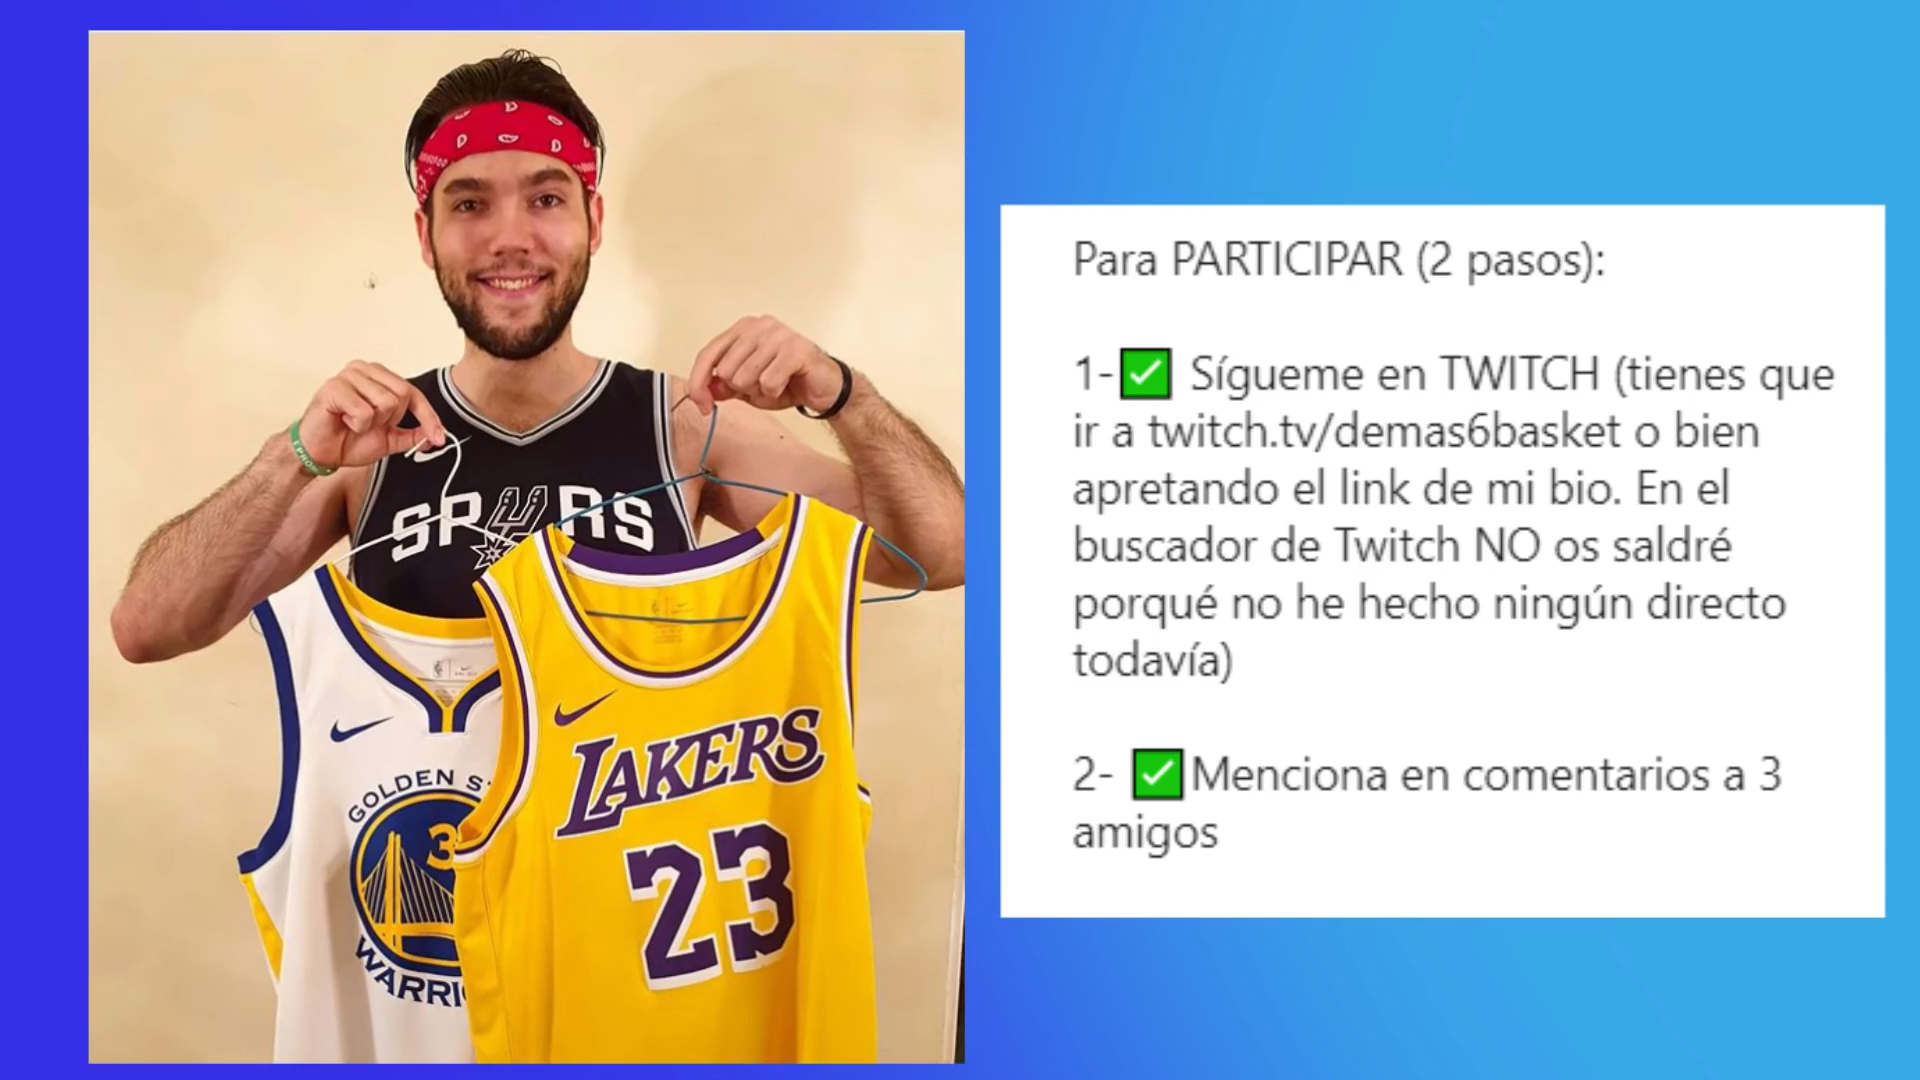 SPURS
GOLDEN S
3
WARRI
LAKERS
23
Para PARTICIPAR (2 pasos):
1-✅ Sígueme en TWITCH (tienes que
ir a twitch.tv/demas6basket o bien
apretando el link de mi bio. En el
buscador de Twitch NO os saldré
porqué no he hecho ningún directo
todavía)
2- ✅Menciona en comentarios a 3
amigos